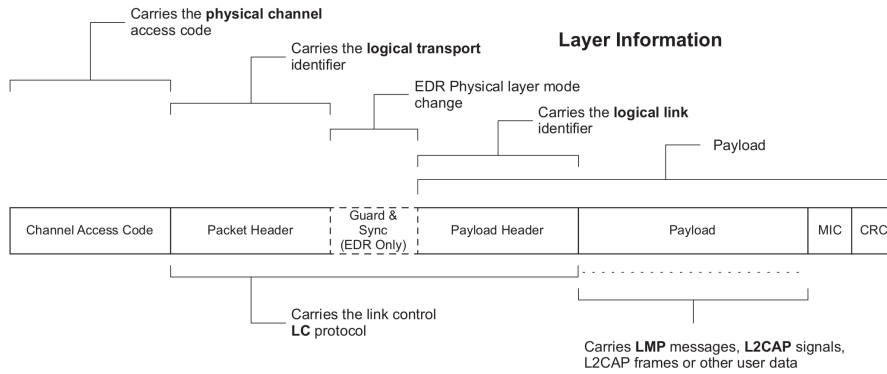 Carries the physical channel
access code
Layer Information
Carries the logical transport
identifier
EDR Physical layer mode
change
Carries the logical link
identifier
Payload
Channel Access Code
Packet Header
Guard &
Sync
(EDR Only)
Payload Header
Payload
MIC
CRC
Carries the link control
LC protocol
Carries LMP messages, L2CAP signals,
L2CAP frames or other user data